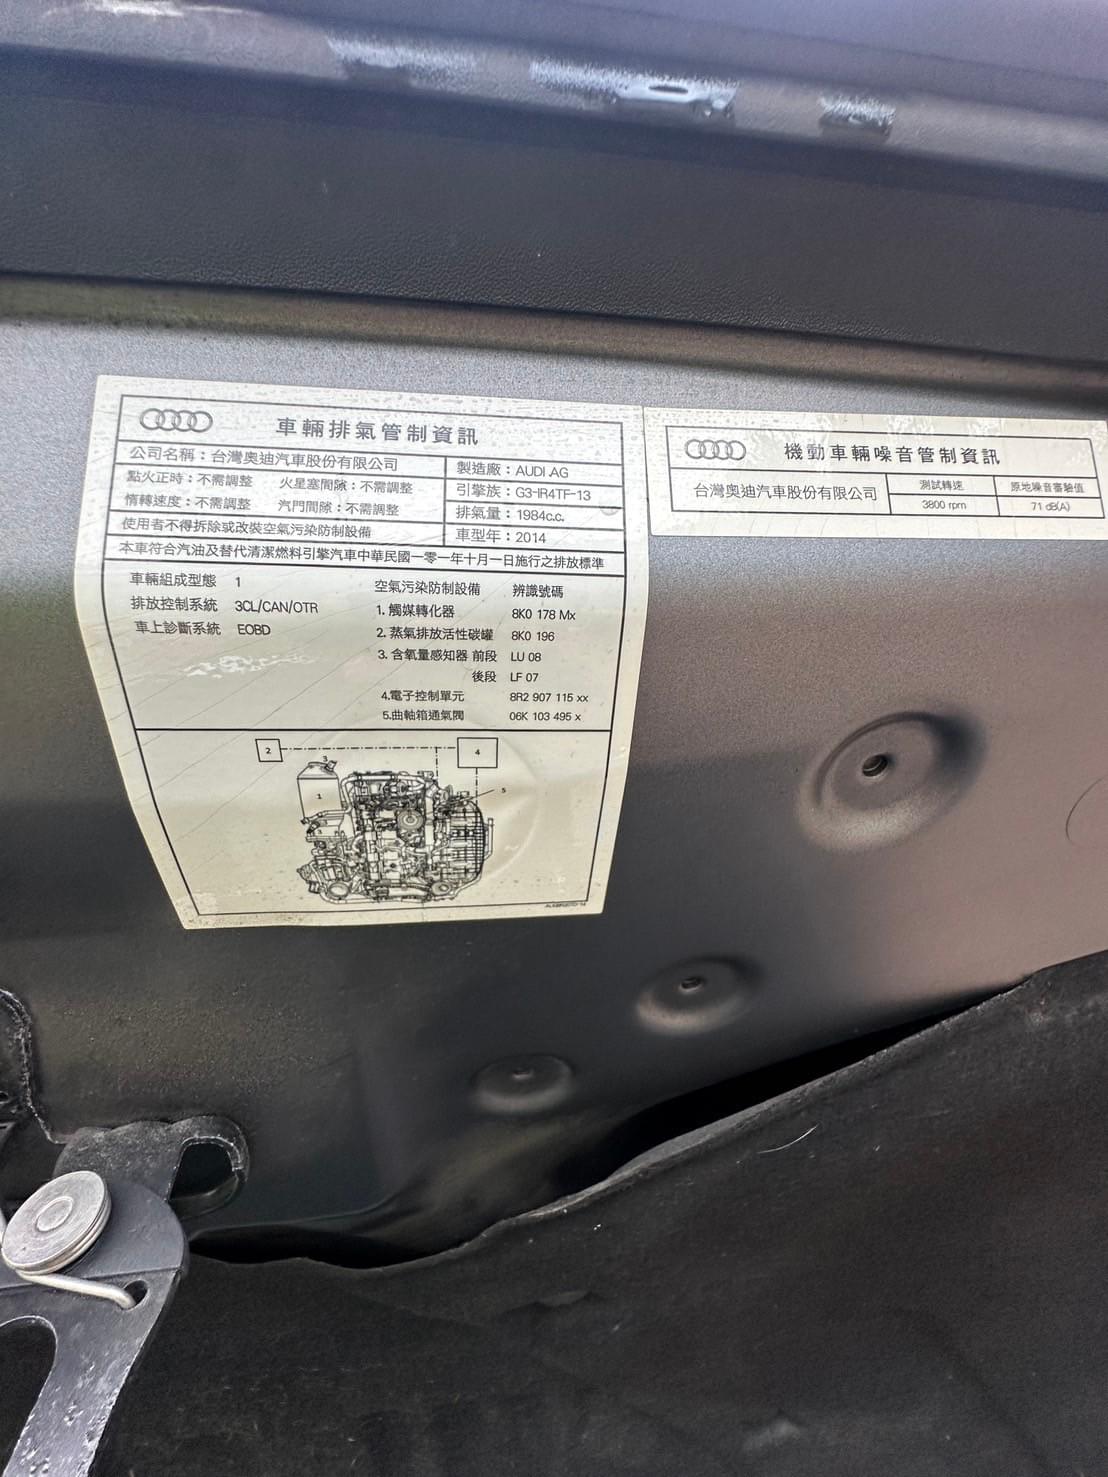 車輛排氣管制資訊
公司名稱：台灣奧迪汽車股份有限公司
製造廠：AUDI AG
點火正時：不需調整 火星塞間隙：不需調整
引擎族：G3-IR4TF-13
惰轉速度：不需調整 汽門間隙：不需調整
排氣量：1984c.c.
使用者不得拆除或改裝空氣污染防制設備
車型年：2014
本車符合汽油及替代清潔燃料引擎汽車中華民國一零一年十月一日施行之排放標準
車輛組成型態 1
排放控制系統 3CL/CAN/OTR
車上診斷系統 EOBD
空氣污染防制設備 辨識號碼
1. 觸媒轉化器 8K0 178 Mx
2. 蒸氣排放活性碳罐 8K0 196
3. 含氧量感知器 前段 LU 08
後段 LF 07
4.電子控制單元 8R2 907 115 xx
5.曲軸箱通氣閥 06K 103 495 x
2
4
3
1
5
3
機動車輛噪音管制資訊
台灣奧迪汽車股份有限公司
測試轉速
原地噪音審驗值
3800 rpm
71 dB(A)